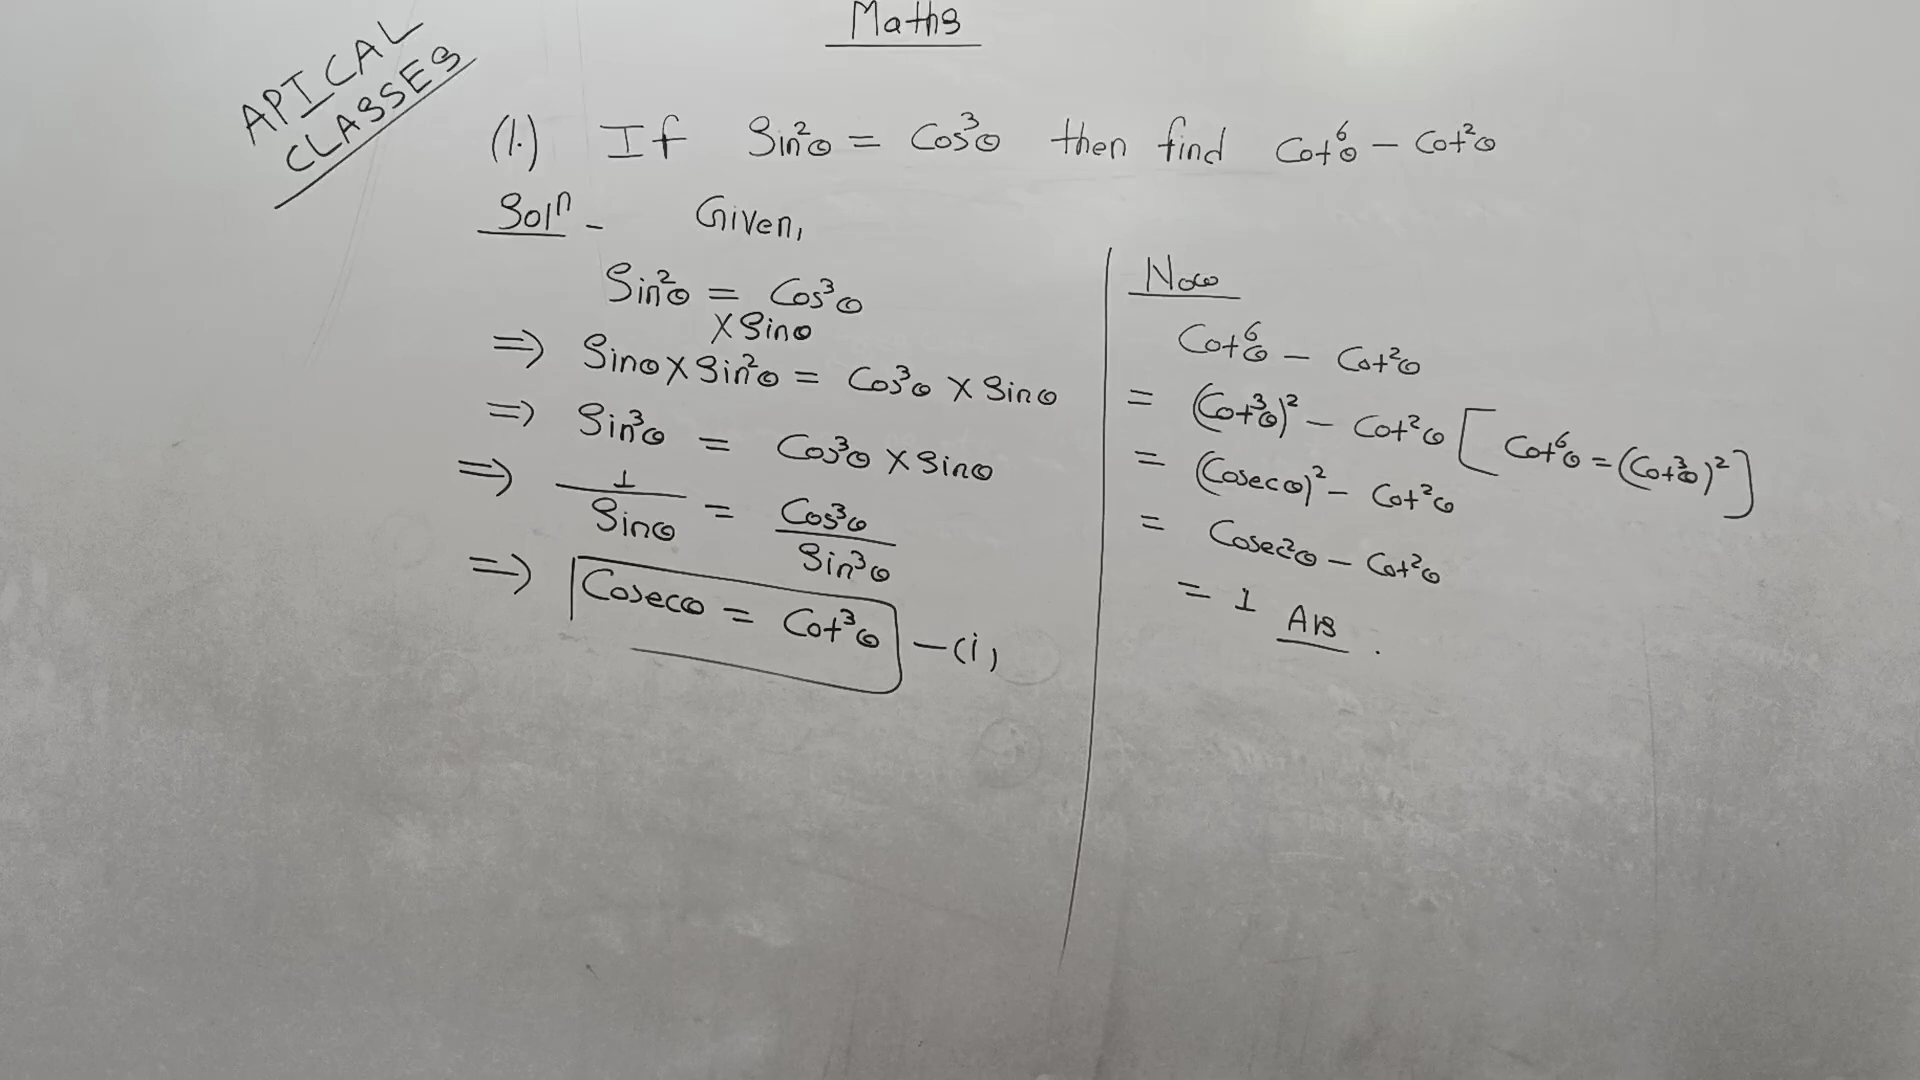 Maths
APICAL
CLASSES
(1.) If Sin²θ = Cos³θ then find Cot⁶θ - Cot²θ
Solⁿ - Given,
Sin²θ = Cos³θ
× Sinθ
⇒ Sinθ × Sin²θ = Cos³θ × Sinθ
⇒ Sin³θ = Cos³θ × Sinθ
⇒ 1/Sinθ = Cos³θ/Sin³θ
⇒ Cosecθ = Cot³θ - (i)
Now
Cot⁶θ - Cot²θ
= (Cot³θ)² - Cot²θ [Cot⁶θ = (Cot³θ)²]
= (Cosecθ)² - Cot²θ
= Cosec²θ - Cot²θ
= 1 Ans.